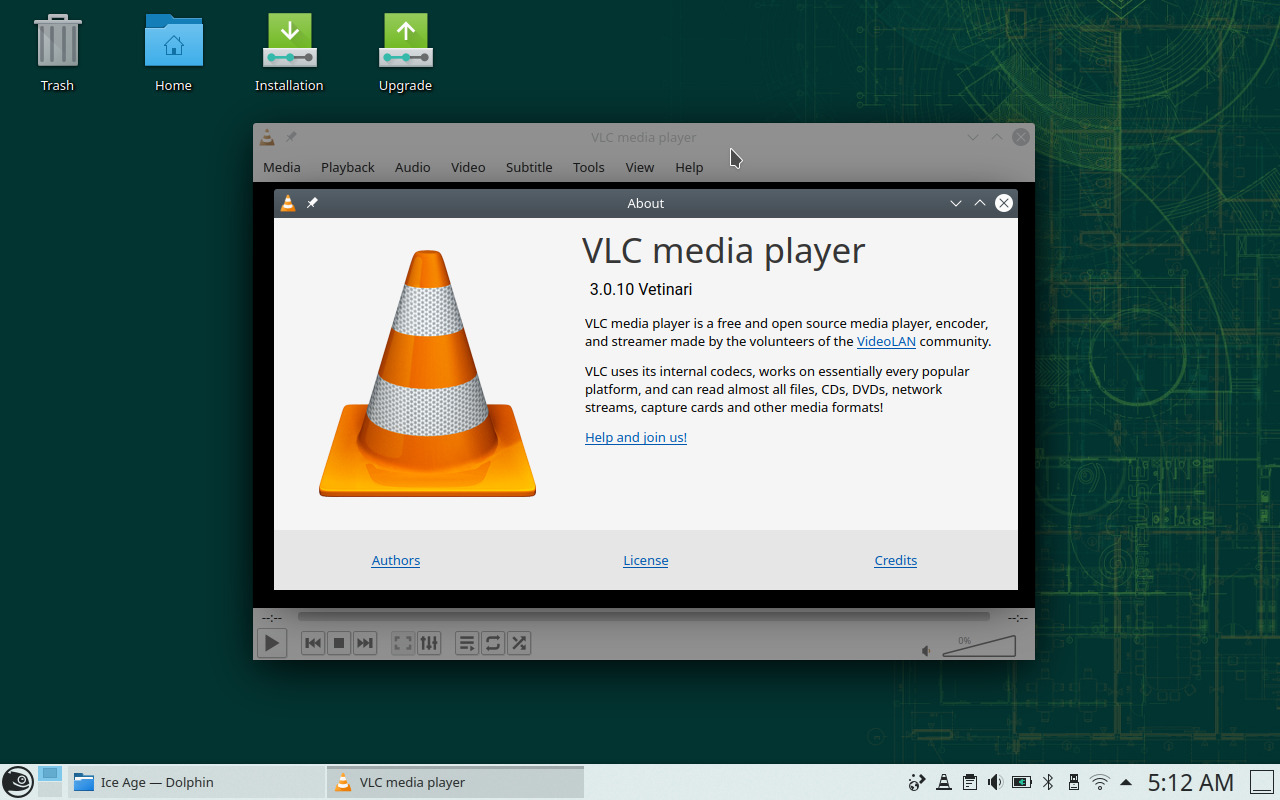 Trash
Home
Installation
Upgrade
VLC media player
Media Playback Audio Video Subtitle Tools View Help
About
VLC media player
3.0.10 Vetinari
VLC media player is a free and open source media player, encoder,
and streamer made by the volunteers of the VideoLAN community.
VLC uses its internal codecs, works on essentially every popular
platform, and can read almost all files, CDs, DVDs, network
streams, capture cards and other media formats!
Help and join us!
Authors
License
Credits
--:--
--:--
0%
Ice Age — Dolphin
VLC media player
5:12 AM